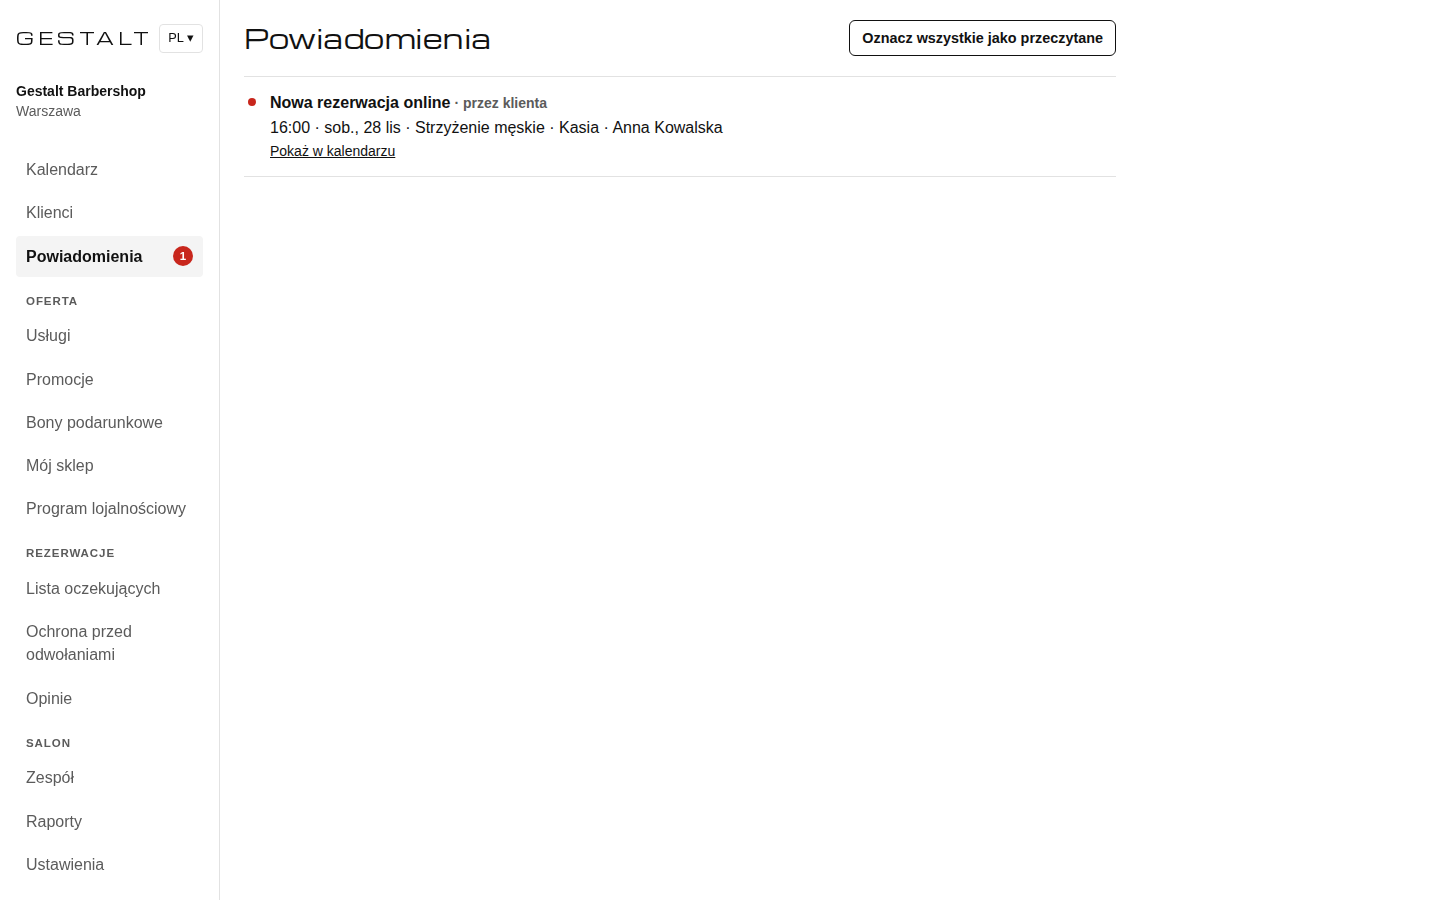 GESTALT
PL ▾
Gestalt Barbershop
Warszawa
Kalendarz
Klienci
Powiadomienia 1
OFERTA
Usługi
Promocje
Bony podarunkowe
Mój sklep
Program lojalnościowy
REZERWACJE
Lista oczekujących
Ochrona przed
odwołaniami
Opinie
SALON
Zespół
Raporty
Ustawienia
Powiadomienia
Oznacz wszystkie jako przeczytane
Nowa rezerwacja online · przez klienta
16:00 · sob., 28 lis · Strzyżenie męskie · Kasia · Anna Kowalska
Pokaż w kalendarzu